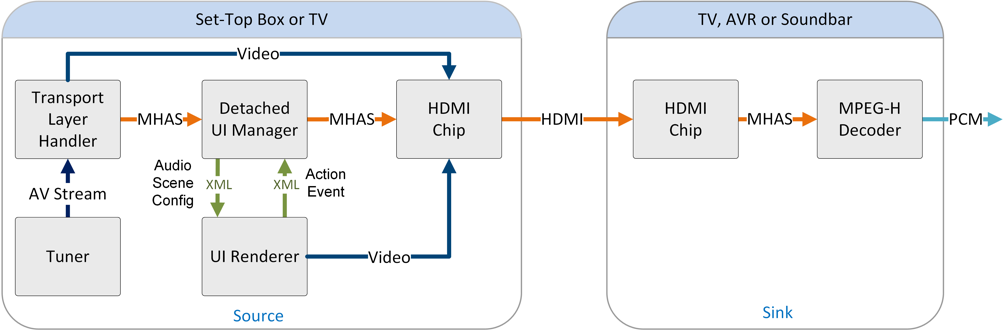 Set-Top Box or TV
TV, AVR or Soundbar
Video
Transport
Layer
Handler
MHAS
Detached
UI Manager
MHAS
HDMI
Chip
HDMI
HDMI
Chip
MHAS
MPEG-H
Decoder
PCM
AV Stream
Audio
Scene
Config
XML
XML
Action
Event
Tuner
UI Renderer
Video
Source
Sink